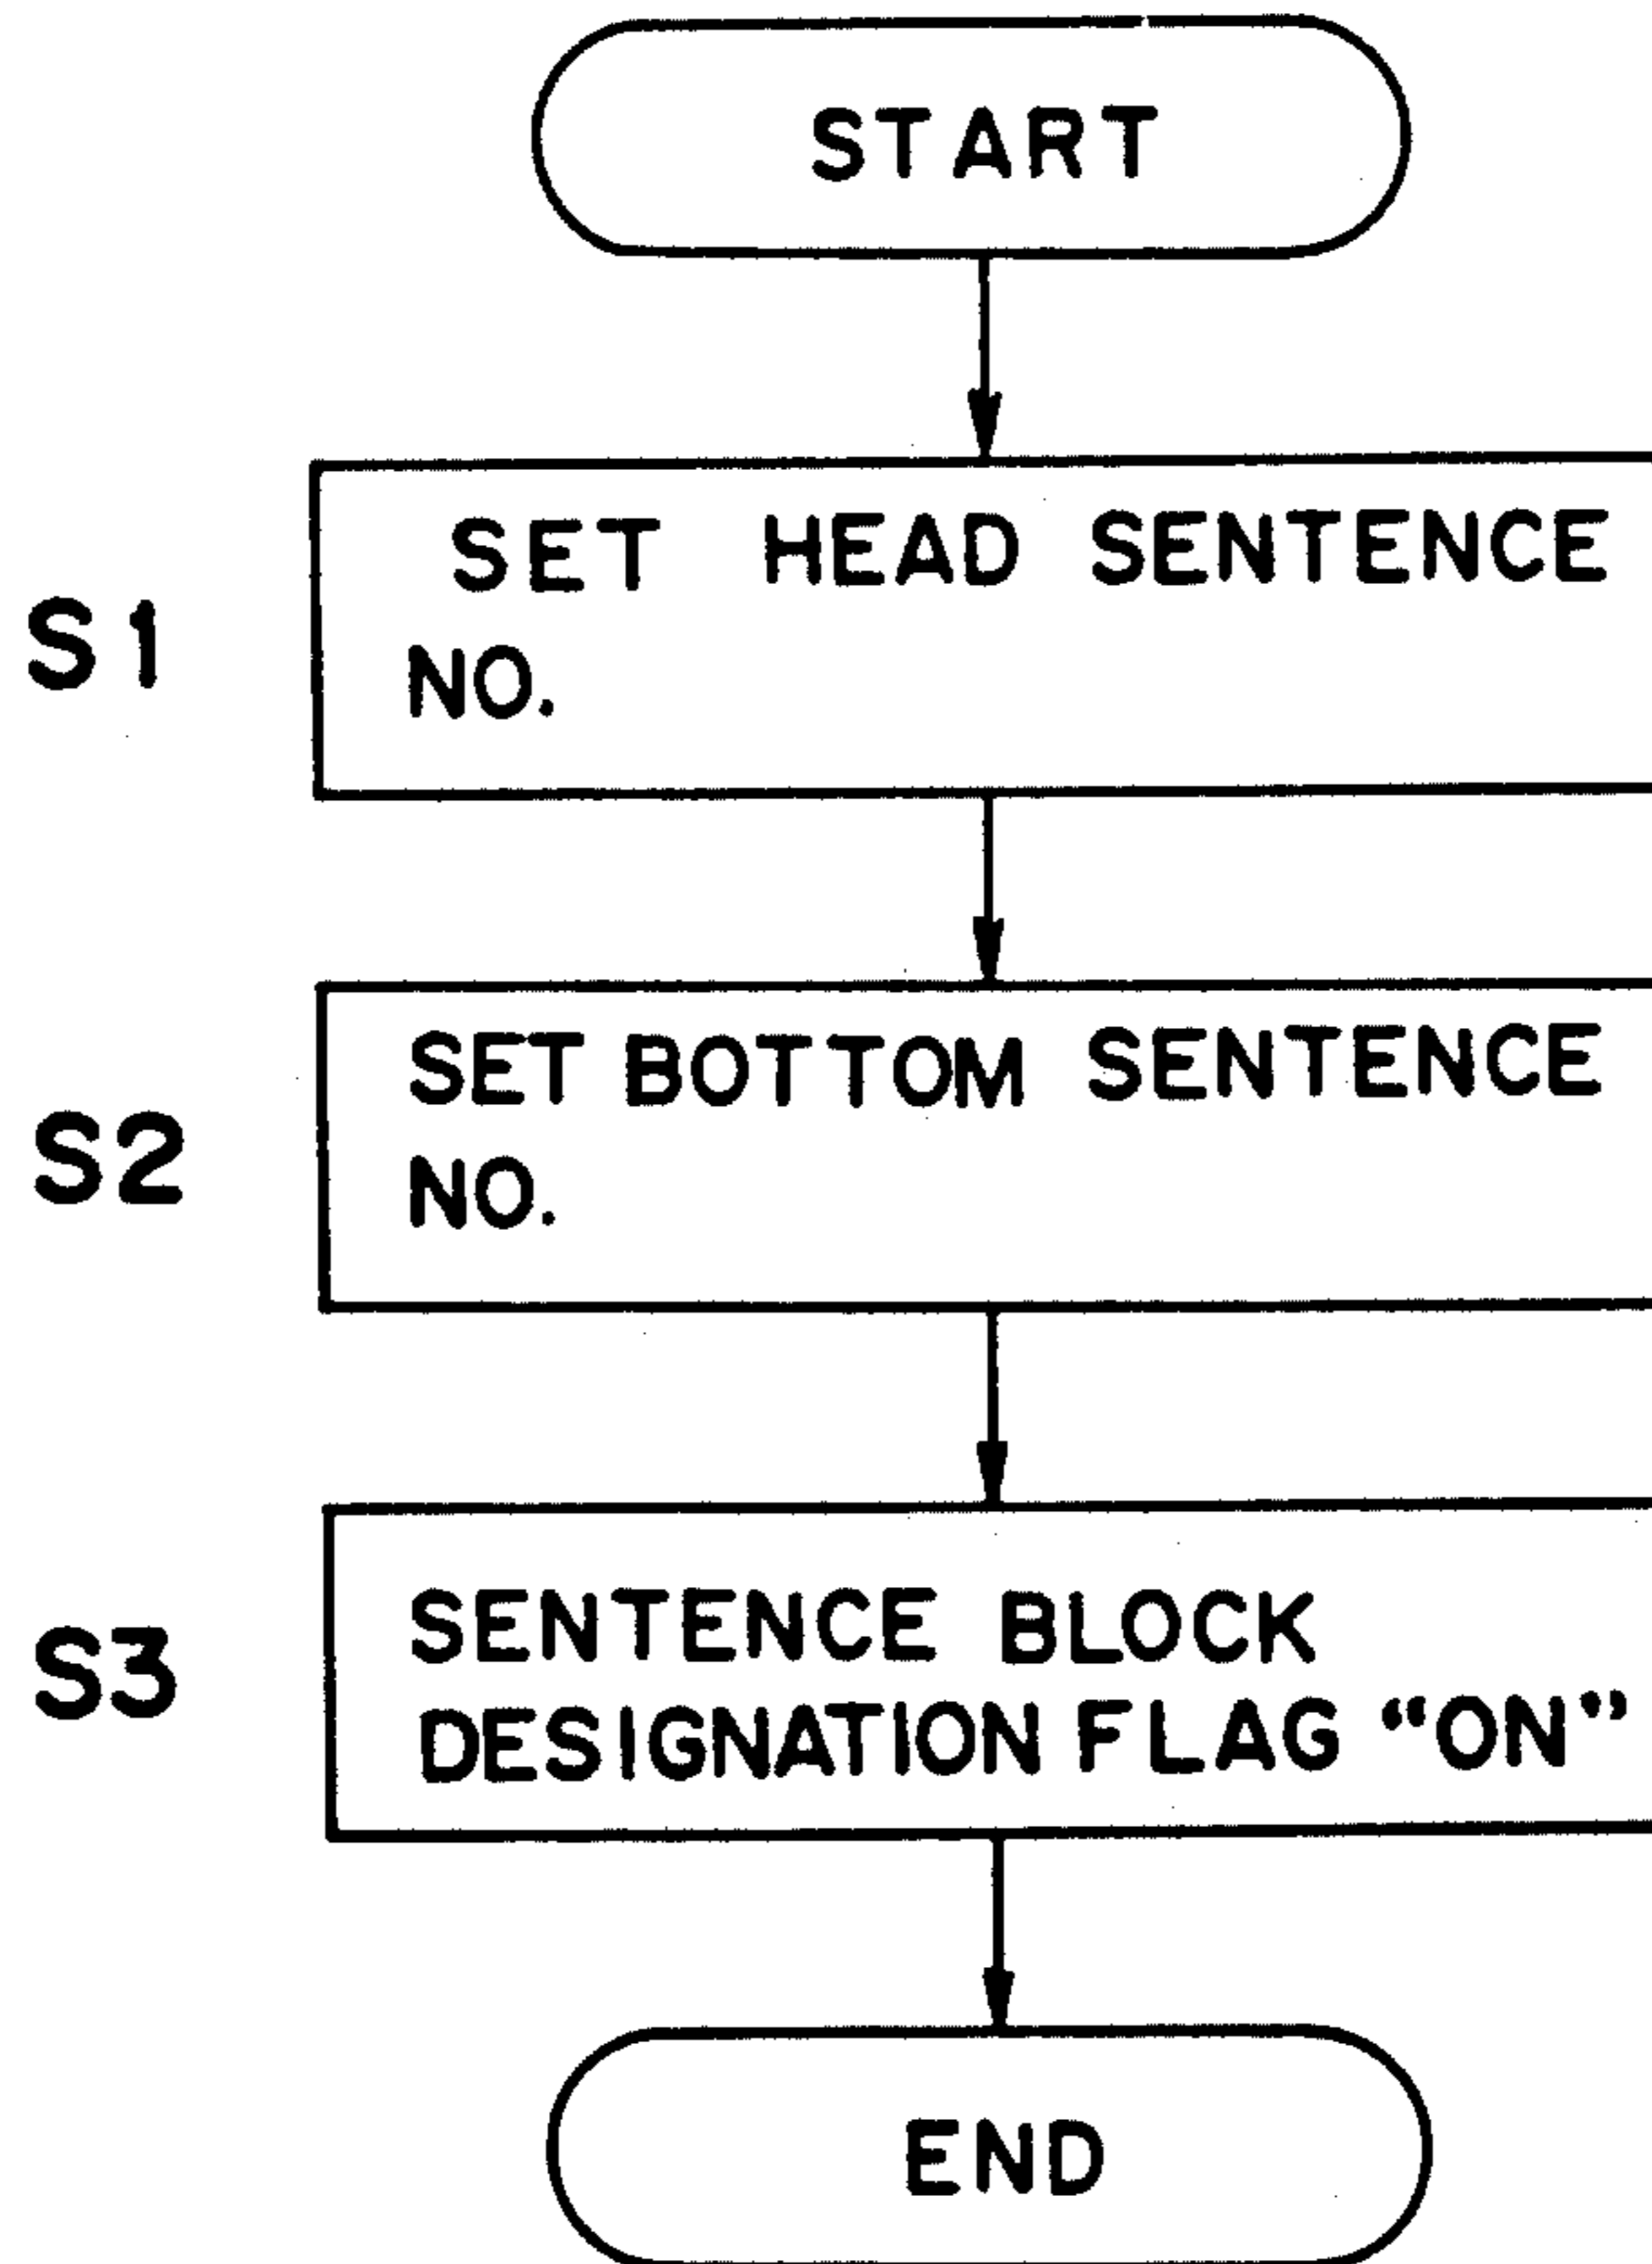 START
S1
SET HEAD SENTENCE
NO.
S2
SET BOTTOM SENTENCE
NO.
S3
SENTENCE BLOCK
DESIGNATION FLAG “ON”
END